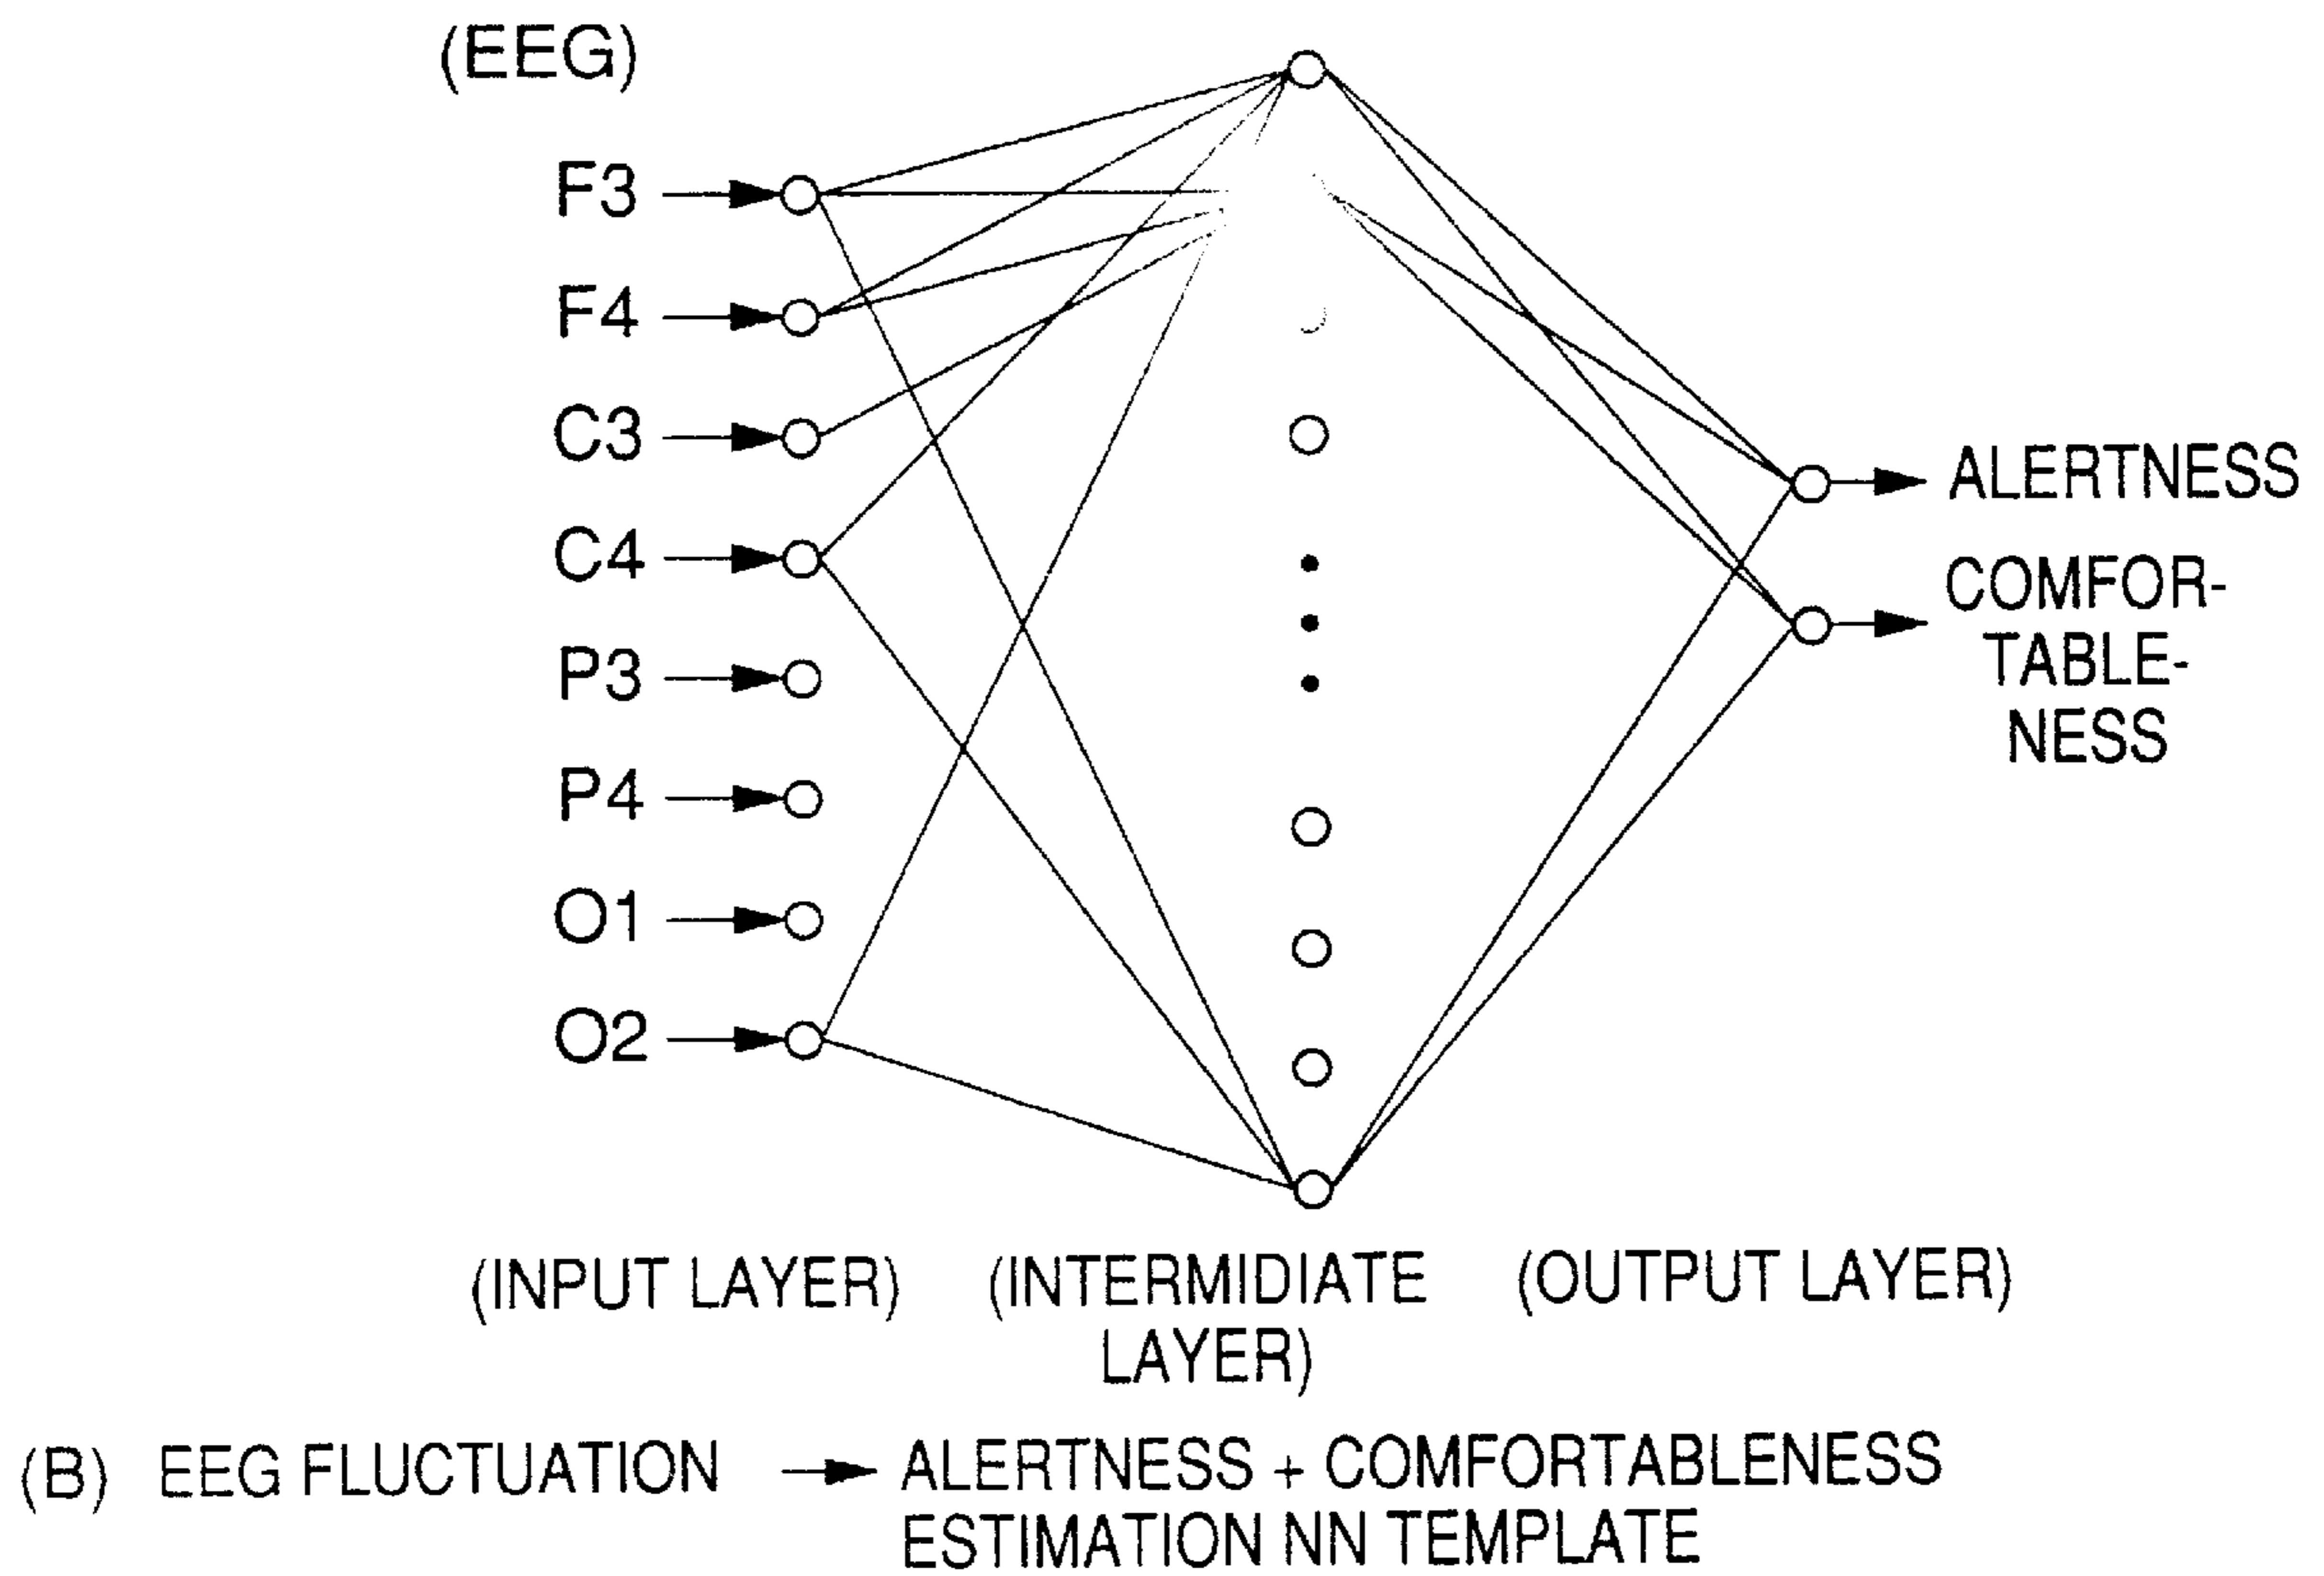 (EEG)
F3
F4
C3
C4
P3
P4
O1
O2
ALERTNESS
COMFOR-
TABLE-
NESS
(INPUT LAYER)
(INTERMIDIATE
LAYER)
(OUTPUT LAYER)
(B) EEG FLUCTUATION → ALERTNESS + COMFORTABLENESS
ESTIMATION NN TEMPLATE